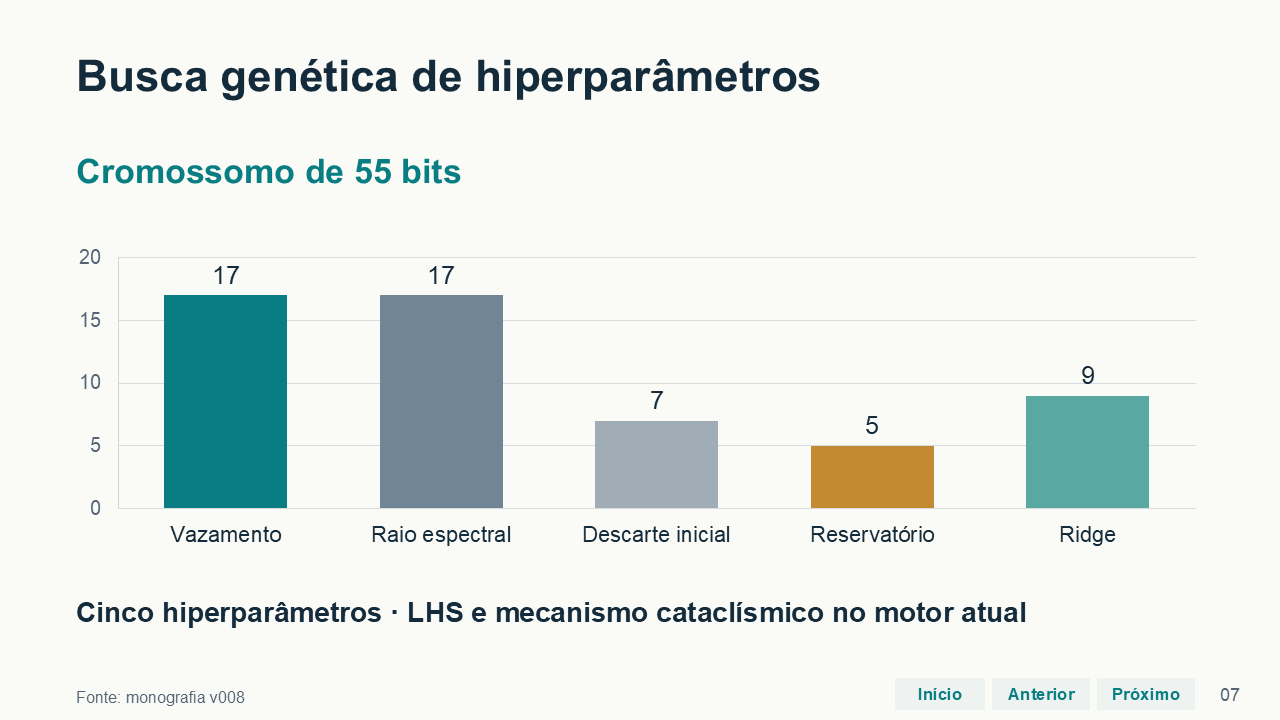 Busca genética de hiperparâmetros
Cromossomo de 55 bits
20
15
10
5
0
17
17
7
5
9
Vazamento
Raio espectral
Descarte inicial
Reservatório
Ridge
Cinco hiperparâmetros · LHS e mecanismo cataclísmico no motor atual
Fonte: monografia v008
Início
Anterior
Próximo
07